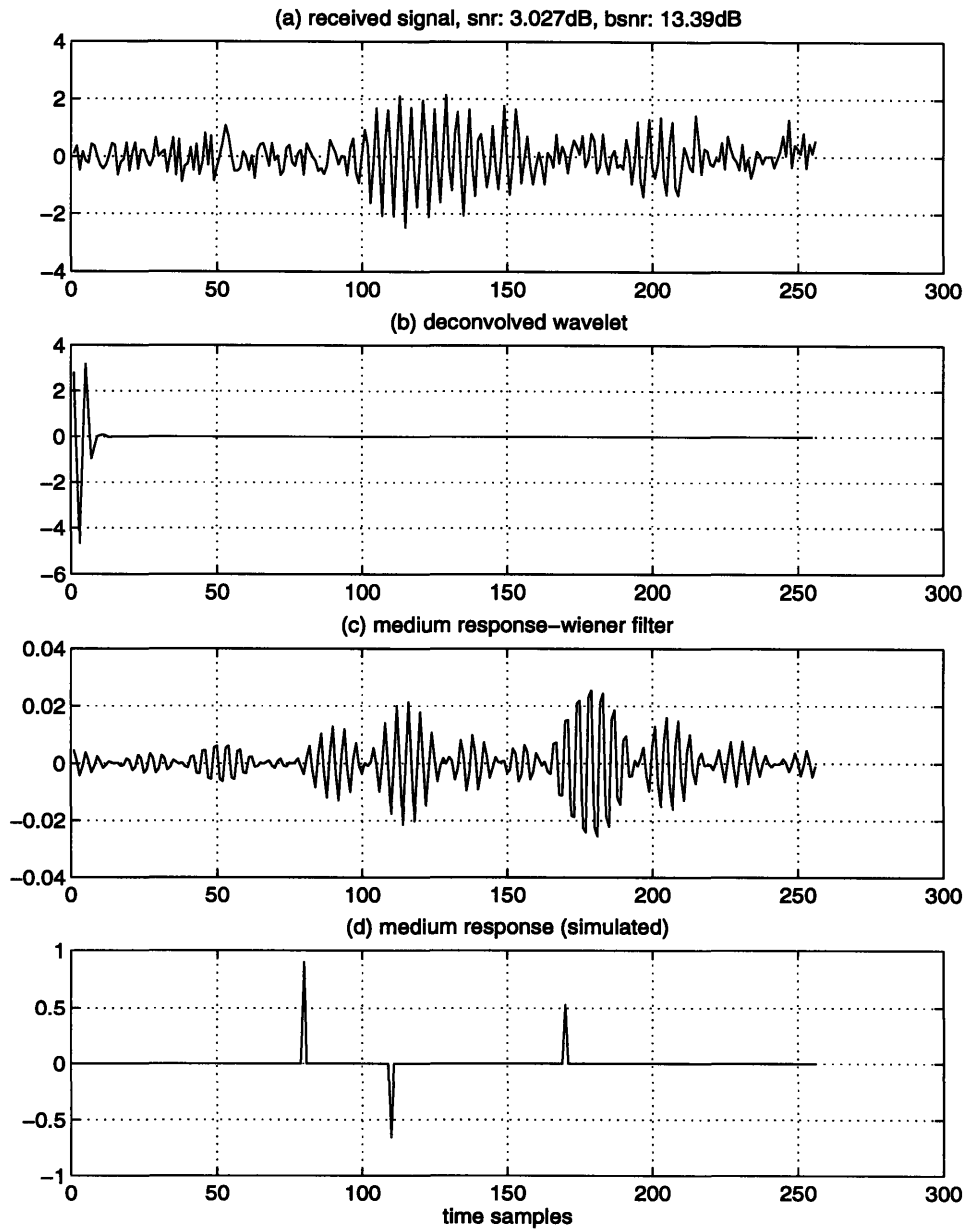 (a) received signal, snr: 3.027dB, bsnr: 13.39dB
4
2
0
−2
−4
0 50 100 150 200 250 300
(b) deconvolved wavelet
4
2
0
−2
−4
−6
0 50 100 150 200 250 300
(c) medium response−wiener filter
0.04
0.02
0
−0.02
−0.04
0 50 100 150 200 250 300
(d) medium response (simulated)
1
0.5
0
−0.5
−1
0 50 100 150 200 250 300
time samples